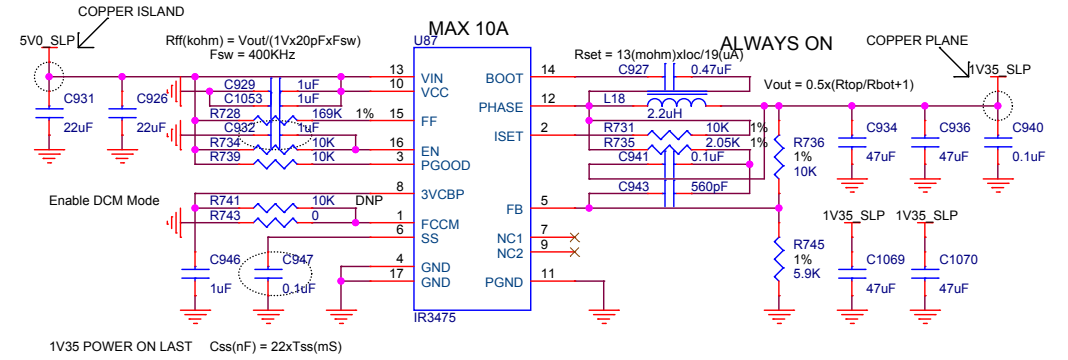 COPPER ISLAND
MAX 10A
5V0_SLP
Rff(kohm) = Vout/(1Vx20pFxFsw)
Fsw = 400KHz
U87
Rset = 13(mohm)xIoc/19(uA)
ALWAYS ON
COPPER PLANE
1V35_SLP
Vout = 0.5x(Rtop/Rbot+1)
C931
22uF
C926
22uF
C929 1uF
C1053 1uF
R728 169K 1%
C932 1uF
R734 10K
R739 10K
13 VIN
10 VCC
15 FF
16 EN
3 PGOOD
8 3VCBP
1 FCCM
6 SS
4 GND
17 GND
BOOT 14
PHASE 12
ISET 2
FB 5
NC1 7
NC2 9
PGND 11
IR3475
C927 0.47uF
L18
2.2uH
R731 10K 1%
R735 2.05K 1%
C941 0.1uF
C943 560pF
R736
1%
10K
C934
47uF
C936
47uF
C940
0.1uF
Enable DCM Mode
R741 10K DNP
R743 0
C946
1uF
C947
0.1uF
R745
1%
5.9K
1V35_SLP 1V35_SLP
C1069
47uF
C1070
47uF
1V35 POWER ON LAST Css(nF) = 22xTss(mS)